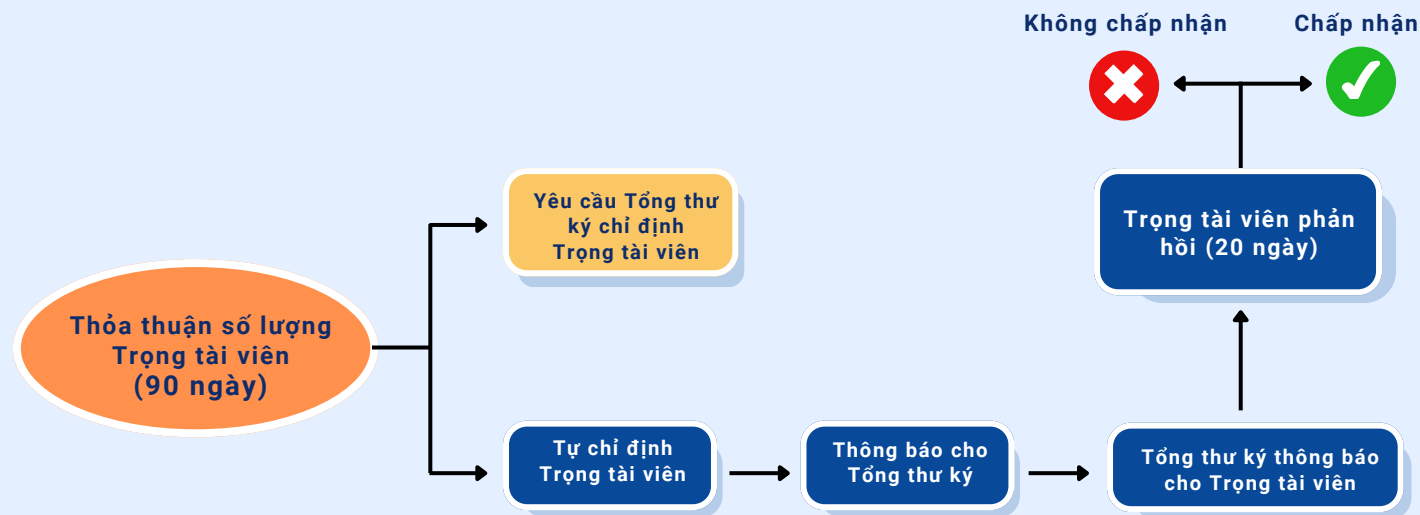 Không chấp nhận
Chấp nhận
Yêu cầu Tổng thư
ký chỉ định
Trọng tài viên
Trọng tài viên phản
hồi (20 ngày)
Thỏa thuận số lượng
Trọng tài viên
(90 ngày)
Tự chỉ định
Trọng tài viên
Thông báo cho
Tổng thư ký
Tổng thư ký thông báo
cho Trọng tài viên